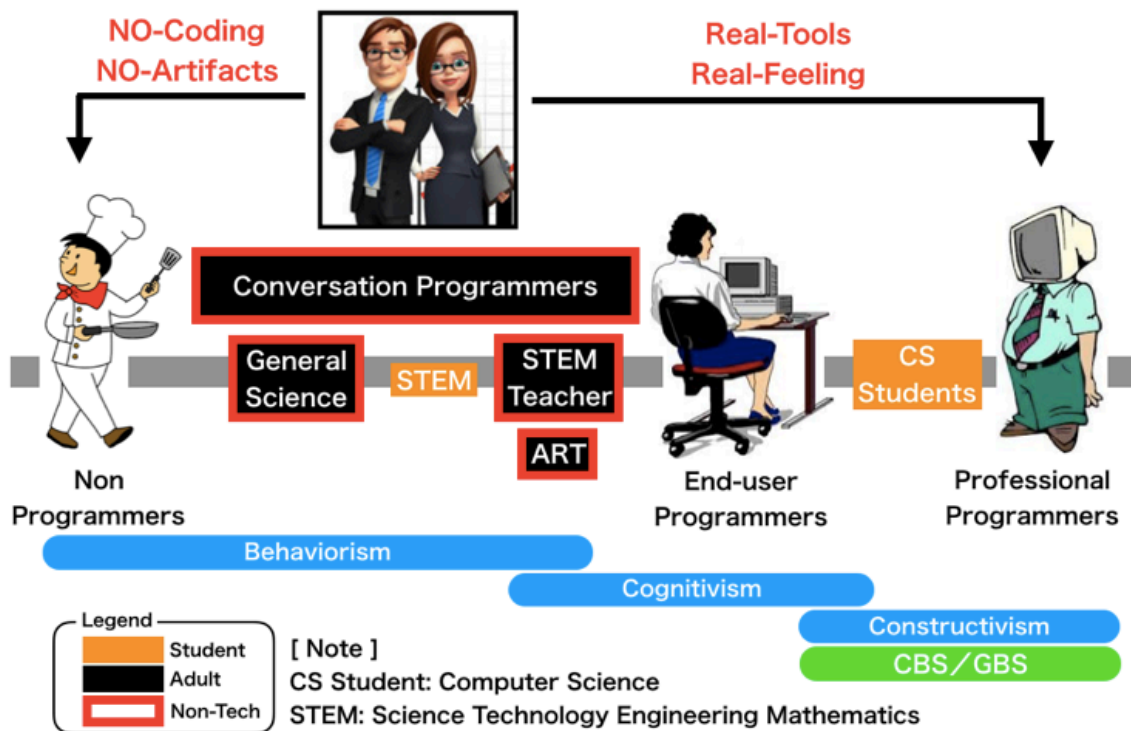 NO-Coding
NO-Artifacts
Real-Tools
Real-Feeling
Conversation Programmers
General
Science
STEM
STEM
Teacher
ART
CS
Students
Non
Programmers
End-user
Programmers
Professional
Programmers
Behaviorism
Cognitivism
Constructivism
CBS／GBS
Legend
Student
Adult
Non-Tech
[ Note ]
CS Student: Computer Science
STEM: Science Technology Engineering Mathematics